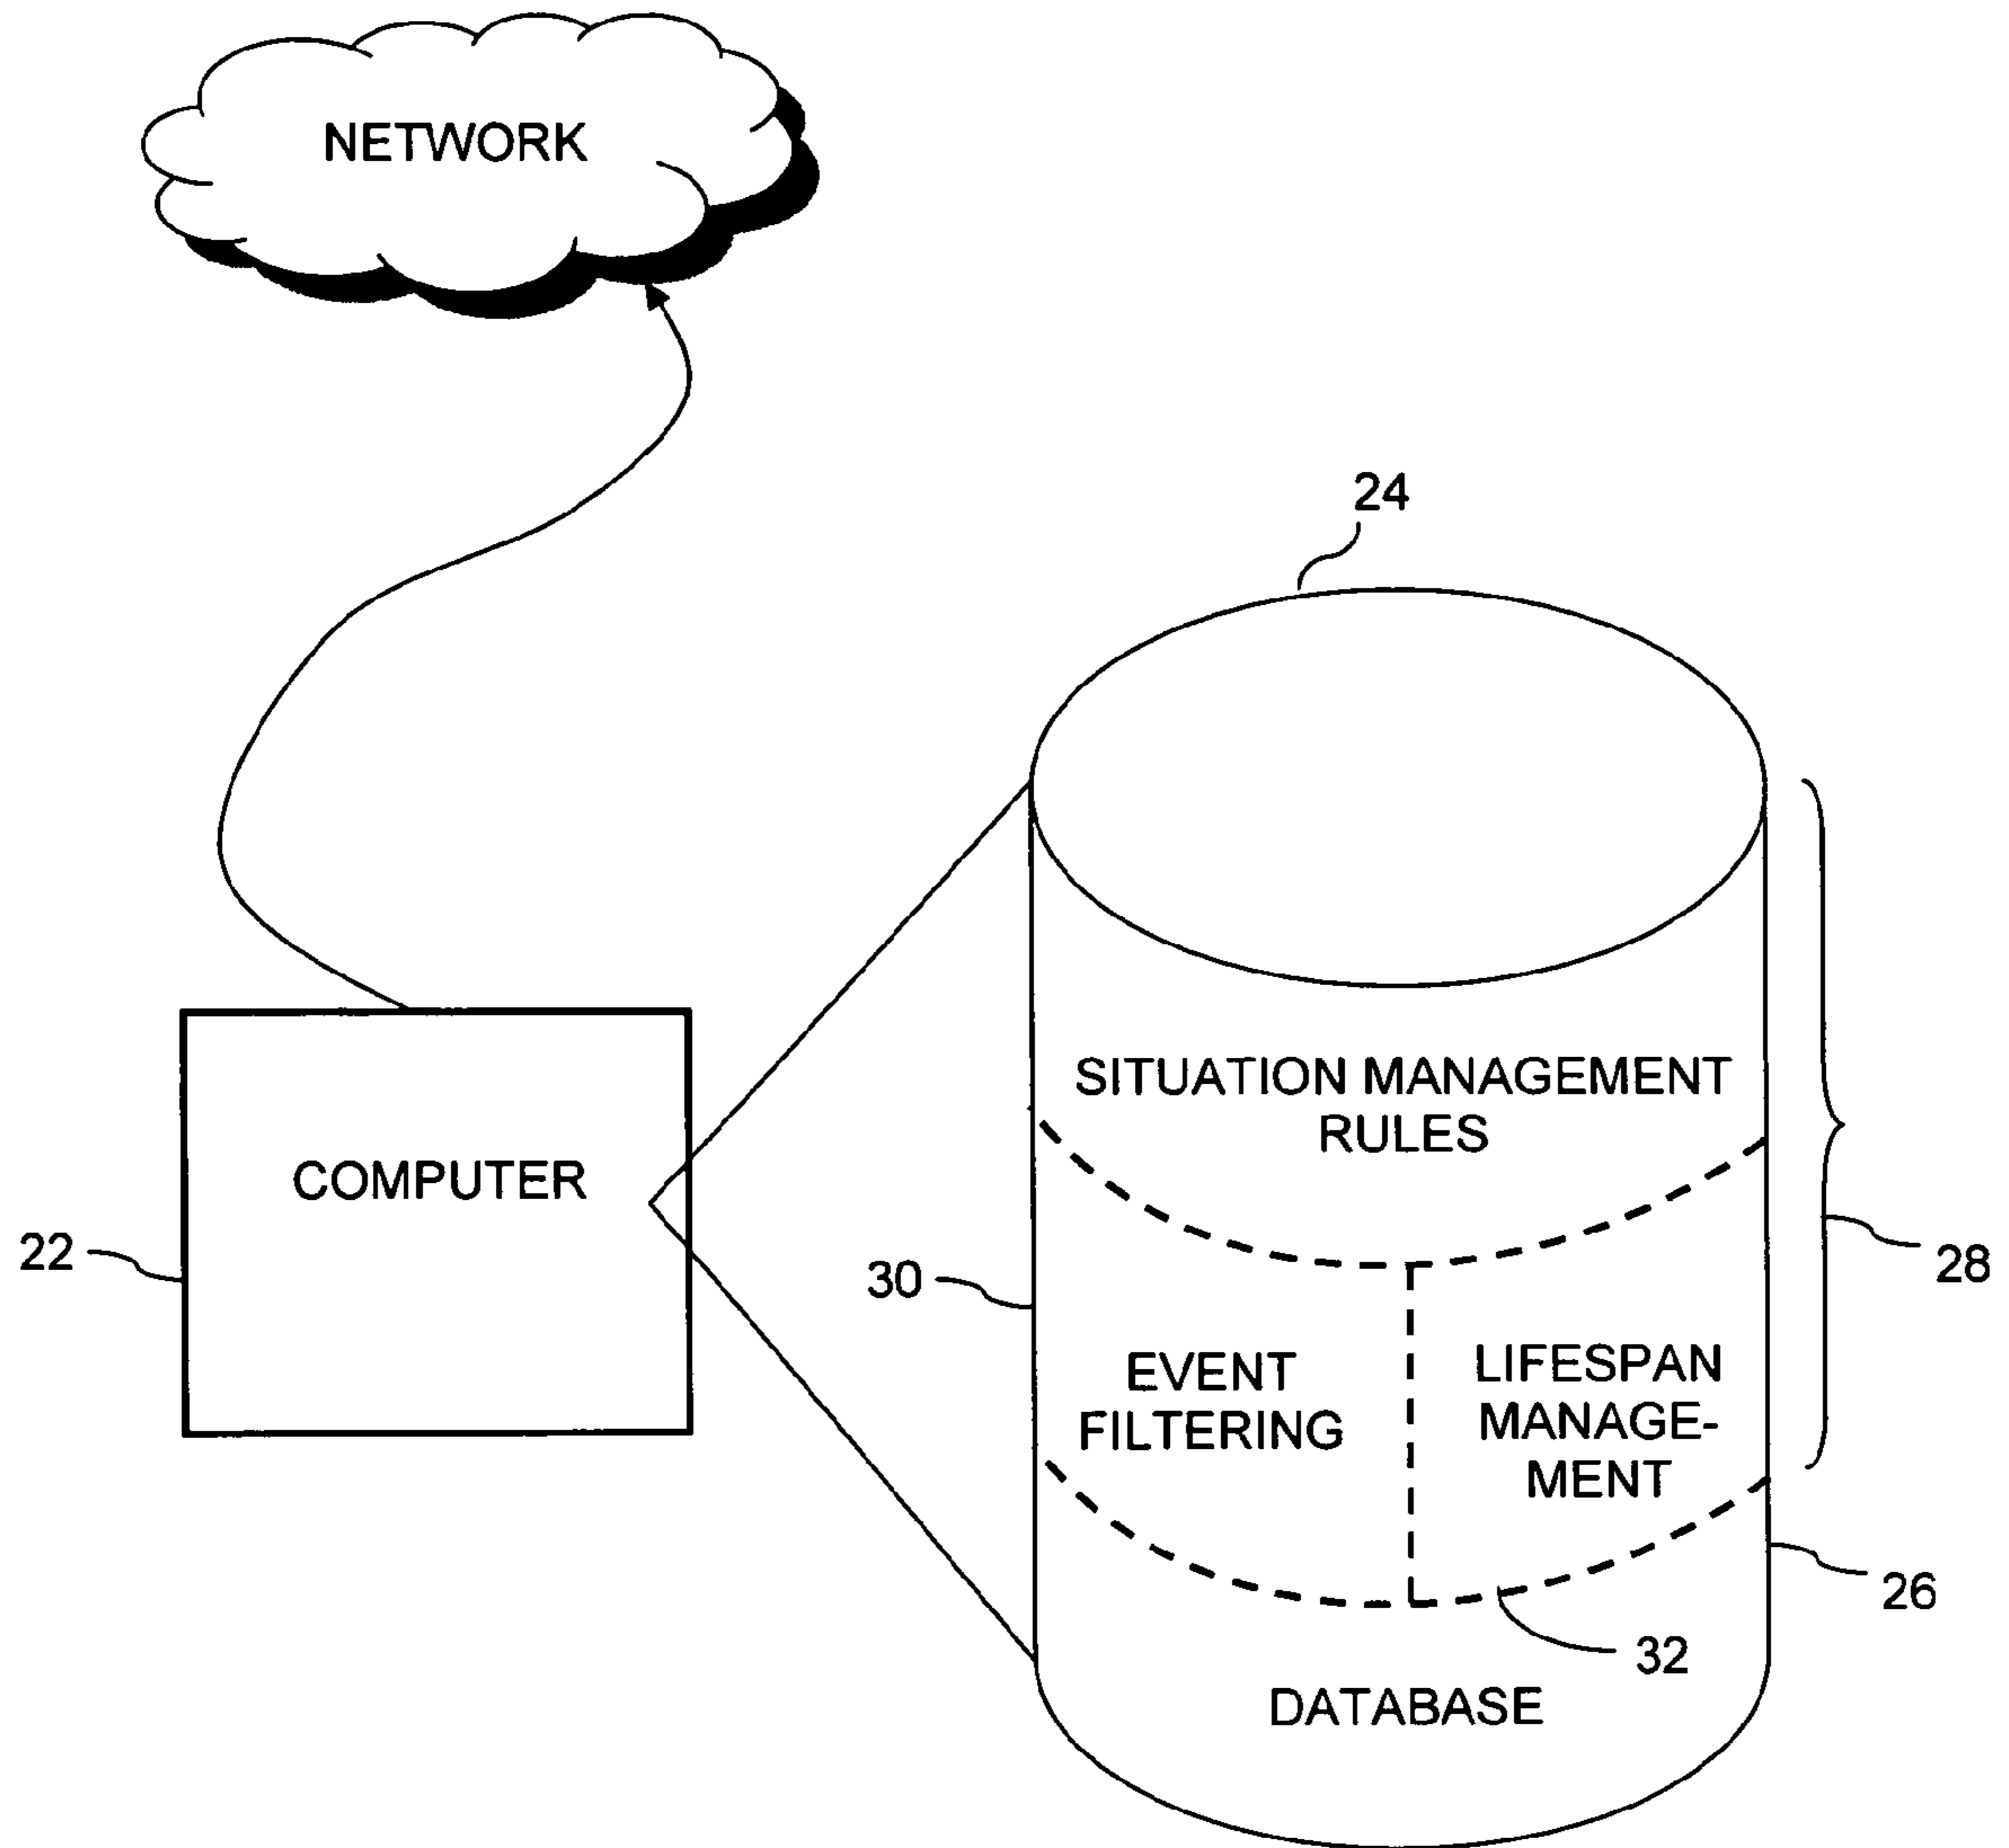 NETWORK
24
SITUATION MANAGEMENT
RULES
COMPUTER
22
28
30
EVENT
FILTERING
LIFESPAN
MANAGE-
MENT
26
32
DATABASE